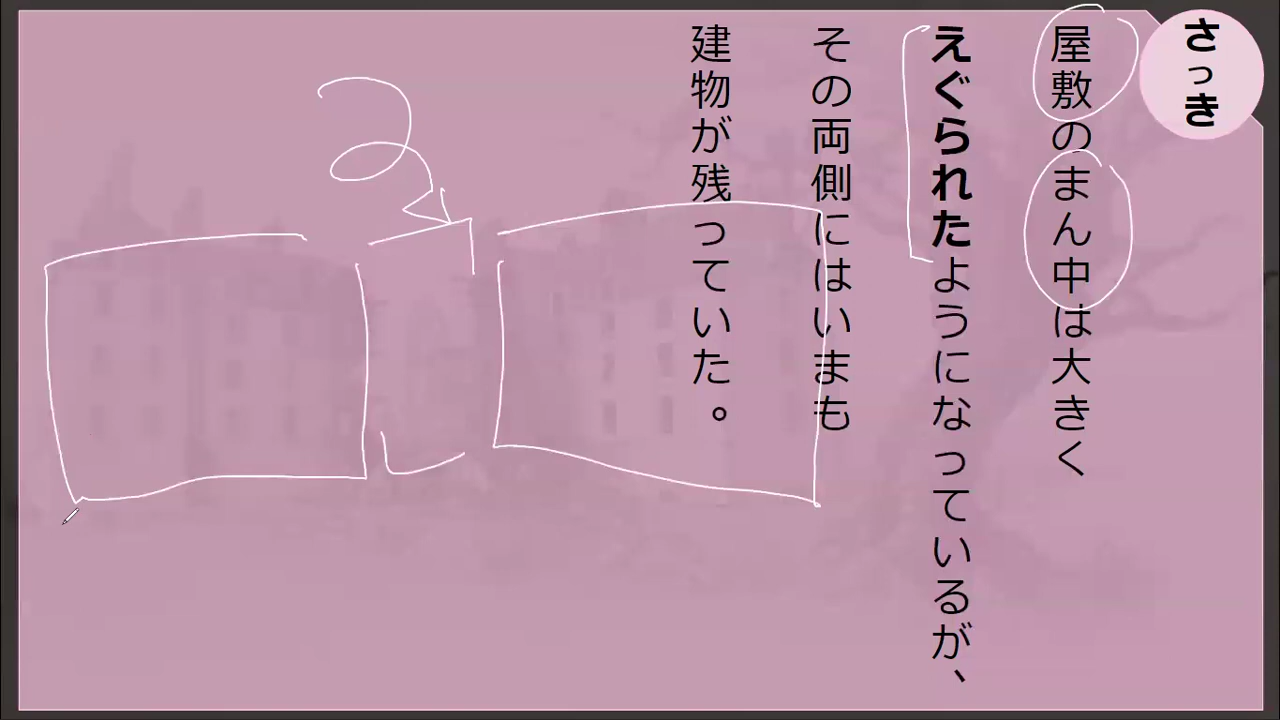 さっき
屋敷のまん中は大きく
えぐられたようになっているが、
その両側にはいまも
建物が残っていた。